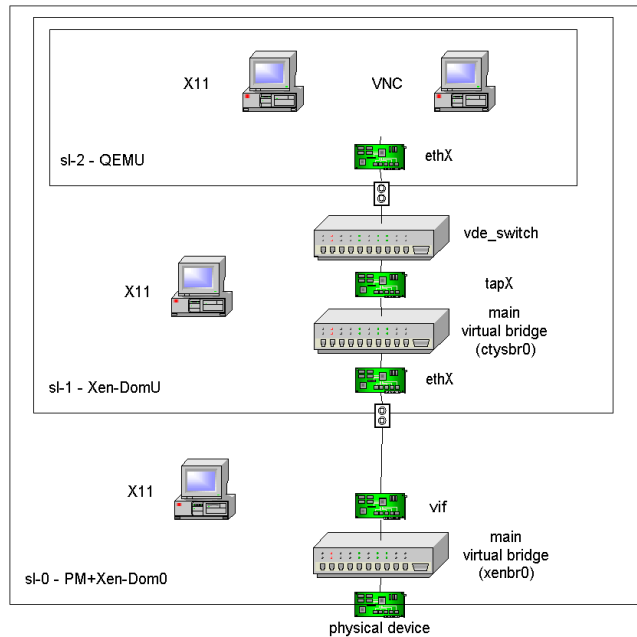 X11
VNC
ethX
sl-2 - QEMU
vde_switch
X11
tapX
main
virtual bridge
(ctysbr0)
ethX
sl-1 - Xen-DomU
X11
vif
main
virtual bridge
(xenbr0)
sl-0 - PM+Xen-Dom0
physical device